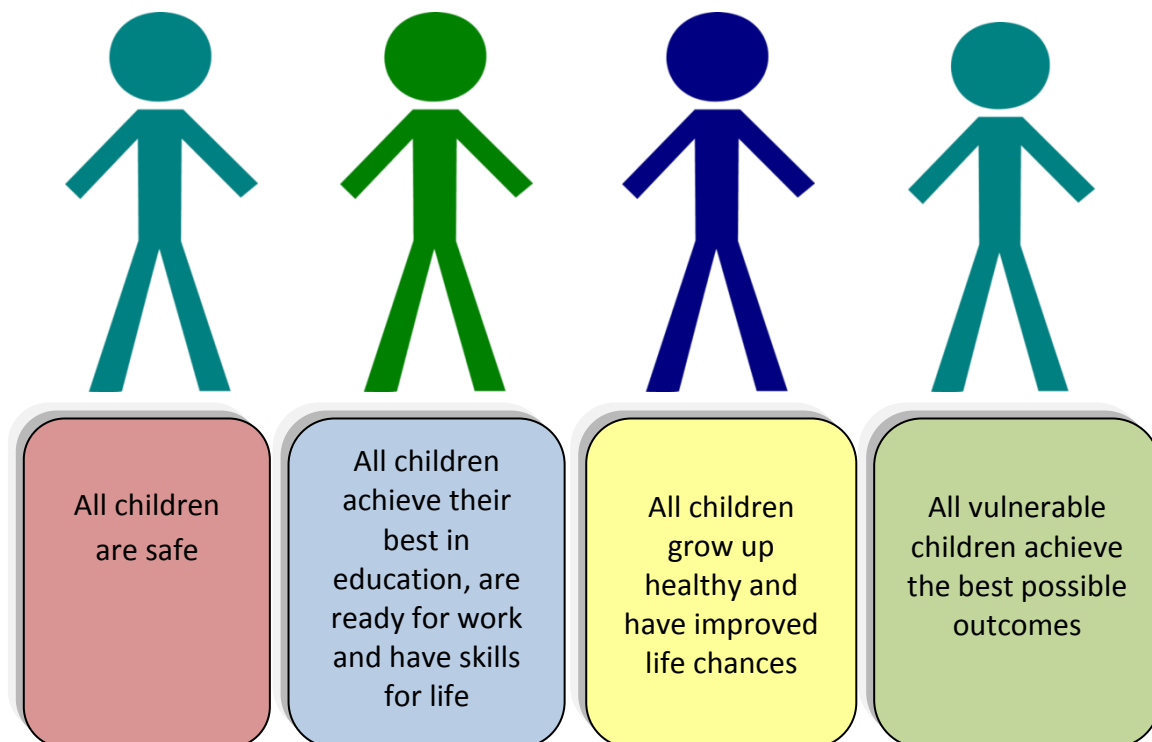 All children
are safe
All children
achieve their
best in
education, are
ready for work
and have skills
for life
All children
grow up
healthy and
have improved
life chances
All vulnerable
children achieve
the best possible
outcomes